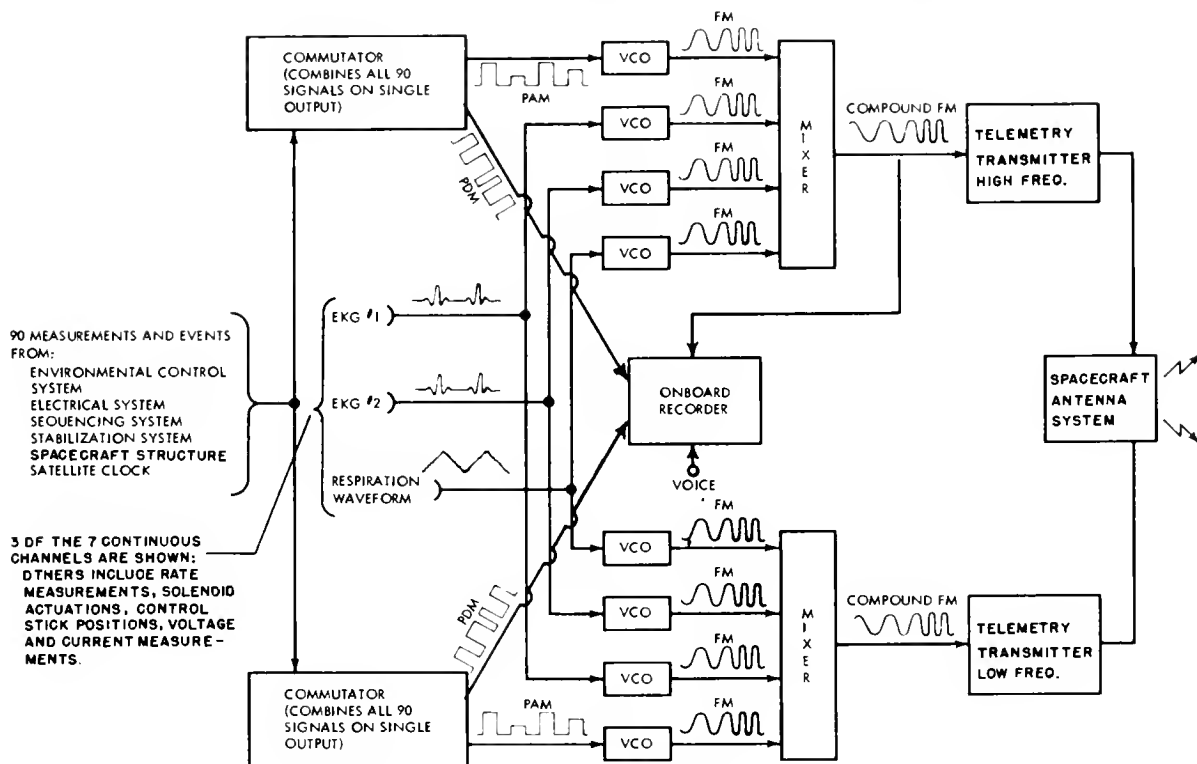 COMMUTATOR
(COMBINES ALL 90
SIGNALS ON SINGLE
OUTPUT)
PAM
PDM
VCO
FM
VCO
FM
VCO
FM
VCO
FM
MIXER
COMPOUND FM
TELEMETRY
TRANSMITTER
HIGH FREQ.
90 MEASUREMENTS AND EVENTS
FROM:
ENVIRONMENTAL CONTROL
SYSTEM
ELECTRICAL SYSTEM
SEQUENCING SYSTEM
STABILIZATION SYSTEM
SPACECRAFT STRUCTURE
SATELLITE CLOCK
EKG #1
EKG #2
RESPIRATION
WAVEFORM
ONBOARD
RECORDER
VOICE
SPACECRAFT
ANTENNA
SYSTEM
3 DF THE 7 CONTINUOUS
CHANNELS ARE SHOWN;
DTHERS INCLUDE RATE
MEASUREMENTS, SOLENOID
ACTUATIONS, CONTROL
STICK POSITIONS, VOLTAGE
AND CURRENT MEASURE-
MENTS.
COMMUTATOR
(COMBINES ALL 90
SIGNALS ON SINGLE
OUTPUT)
PDM
PAM
VCO
FM
VCO
FM
VCO
FM
VCO
FM
MIXER
COMPOUND FM
TELEMETRY
TRANSMITTER
LOW FREQ.